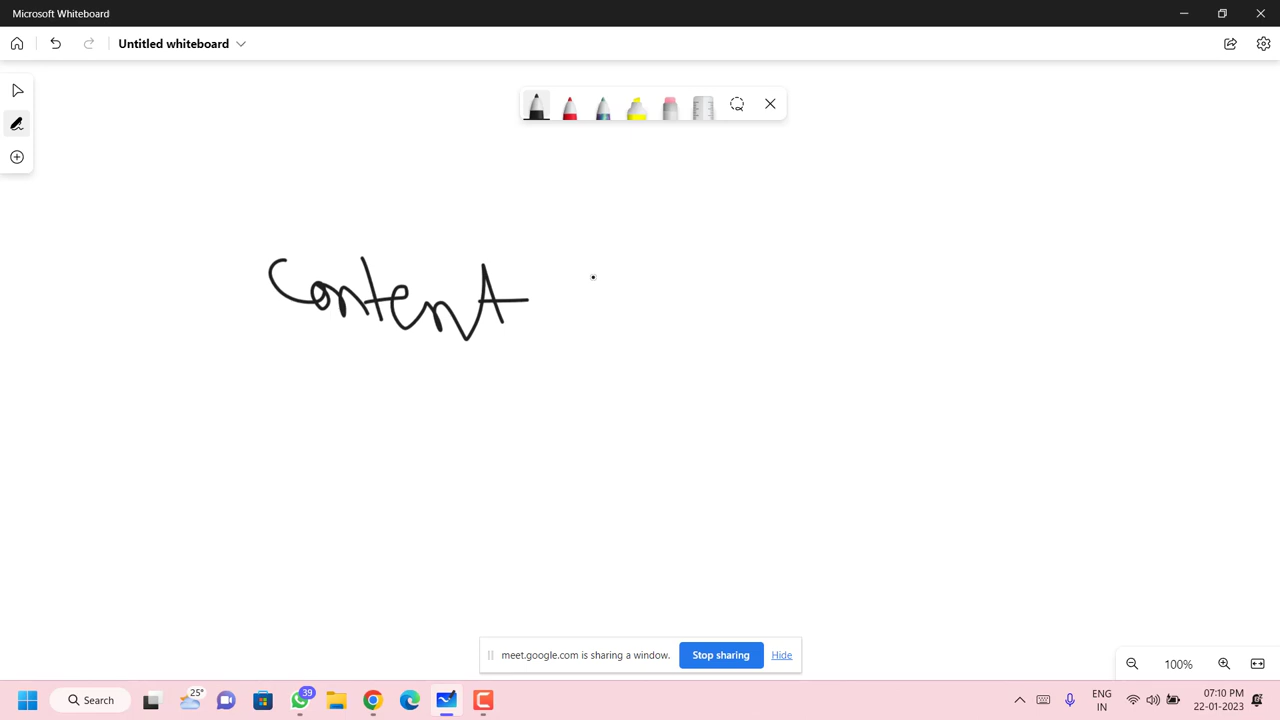 Microsoft Whiteboard
Untitled whiteboard
Content
meet.google.com is sharing a window.
Stop sharing
Hide
100%
25°
Search
39
ENG
IN
07:10 PM
22-01-2023